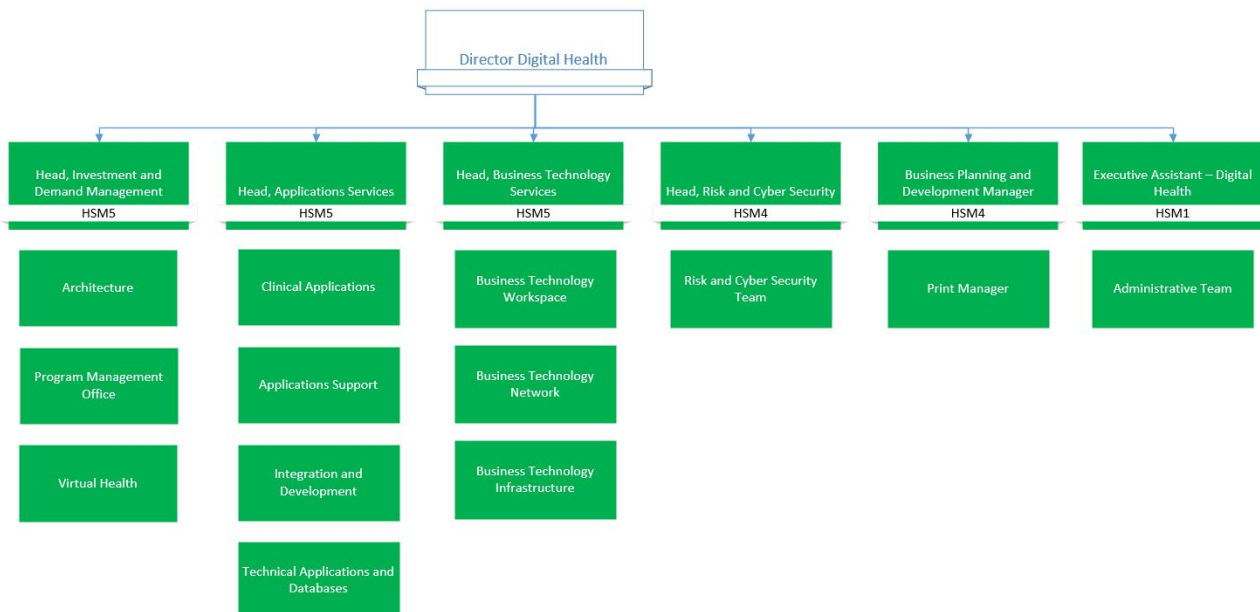 Director Digital Health
Head, Investment and
Demand Management
HSM5
Head, Applications Services
HSM5
Head, Business Technology
Services
HSM5
Head, Risk and Cyber Security
HSM4
Business Planning and
Development Manager
HSM4
Executive Assistant – Digital
Health
HSM1
Architecture
Program Management
Office
Virtual Health
Clinical Applications
Applications Support
Integration and
Development
Technical Applications and
Databases
Business Technology
Workspace
Business Technology
Network
Business Technology
Infrastructure
Risk and Cyber Security
Team
Print Manager
Administrative Team